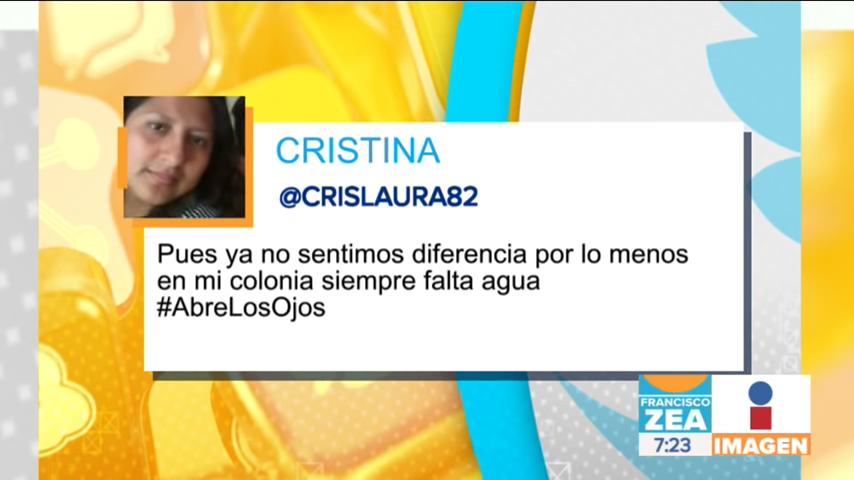 CRISTINA
@CRISLAURA82
Pues ya no sentimos diferencia por lo menos
en mi colonia siempre falta agua
#AbreLosOjos
FRANCISCO
ZEA
7:23
IMAGEN